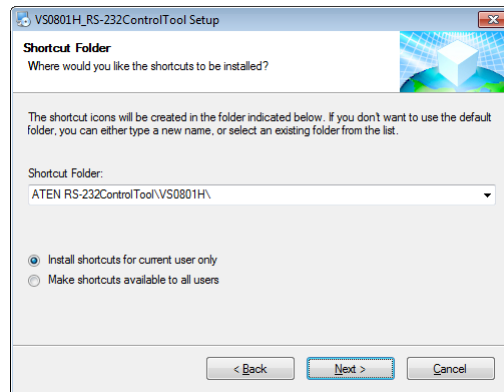 VS0801H_RS-232ControlTool Setup
Shortcut Folder
Where would you like the shortcuts to be installed?
The shortcut icons will be created in the folder indicated below. If you don't want to use the default
folder, you can either type a new name, or select an existing folder from the list.
Shortcut Folder:
ATEN RS-232ControlTool\VS0801H\
Install shortcuts for current user only
Make shortcuts available to all users
< Back
Next >
Cancel